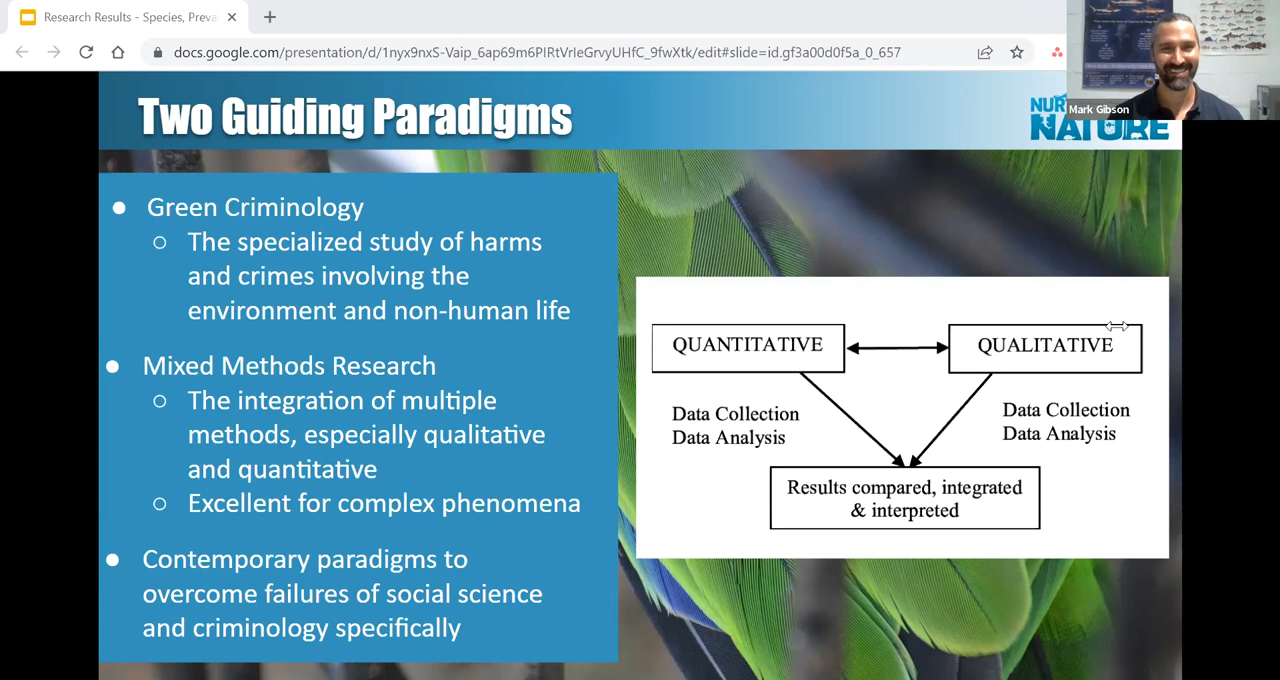 Research Results - Species, Preva
docs.google.com/presentation/d/1nyx9nxS-Vaip_6ap69m6PIRtVrIeGrvyUHfC_9fwXtk/edit#slide=id.gf3a00d0f5a_0_657
Mark Gibson
Two Guiding Paradigms
NATURE
● Green Criminology
○ The specialized study of harms
and crimes involving the
environment and non-human life
● Mixed Methods Research
○ The integration of multiple
methods, especially qualitative
and quantitative
○ Excellent for complex phenomena
● Contemporary paradigms to
overcome failures of social science
and criminology specifically
QUANTITATIVE
QUALITATIVE
Data Collection
Data Analysis
Data Collection
Data Analysis
Results compared, integrated
& interpreted